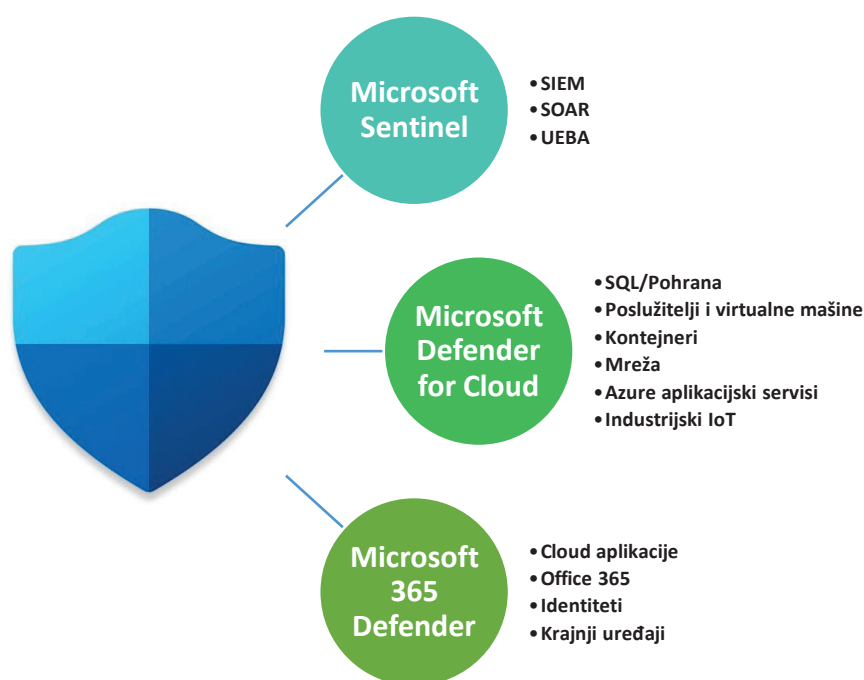 Microsoft
Sentinel
•SIEM
•SOAR
•UEBA
Microsoft
Defender
for Cloud
•SQL/Pohrana
•Poslužitelji i virtualne mašine
•Kontejneri
•Mreža
•Azure aplikacijski servisi
•Industrijski IoT
Microsoft
365
Defender
•Cloud aplikacije
•Office 365
•Identiteti
•Krajnji uređaji